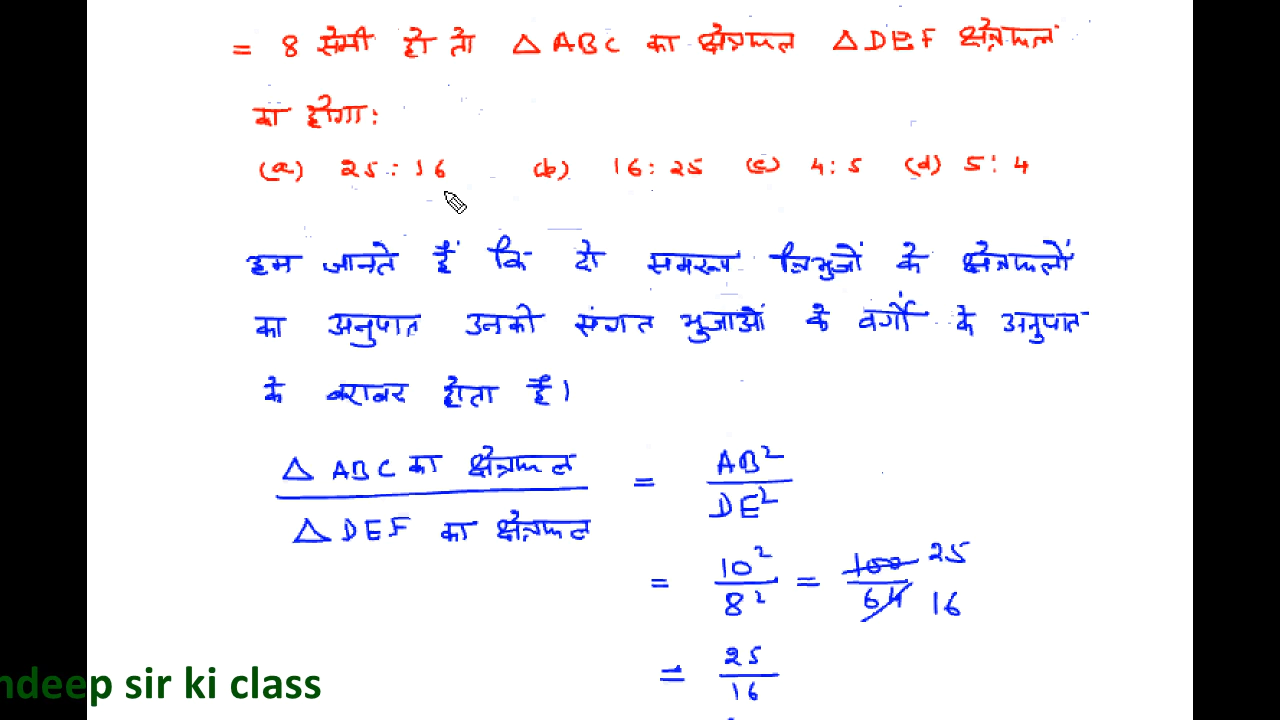 = 8 सेमी हो तो △ ABC का क्षेत्रफल △ DEF क्षेत्रफल
का होगा:
(a) 25 : 16 (b) 16 : 25 (c) 4 : 5 (d) 5 : 4
हम जानते हैं कि दो समरूप त्रिभुजों के क्षेत्रफलों
का अनुपात उनकी संगत भुजाओं के वर्गों के अनुपात
के बराबर होता है।
△ ABC का क्षेत्रफल / △ DEF का क्षेत्रफल = AB² / DE²
= 10² / 8² = 100 / 64 25 / 16
= 25 / 16
ndeep sir ki class